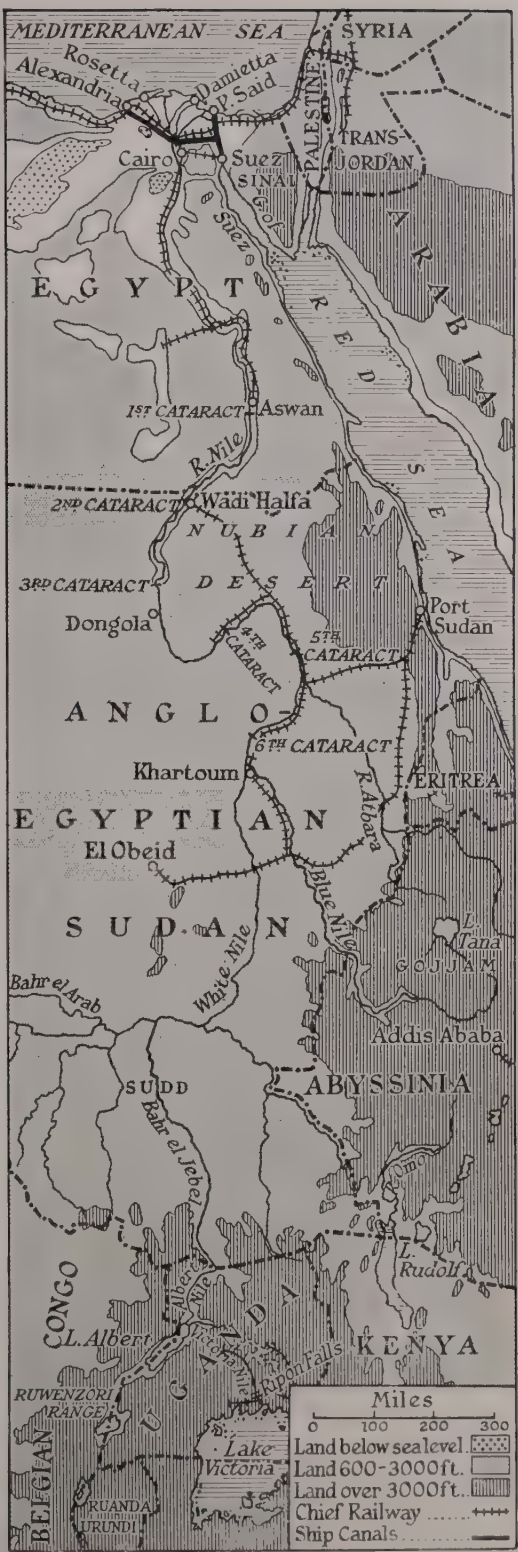 MEDITERRANEAN SEA
SYRIA
Rosetta
Damietta
Alexandria
P. Said
PALESTINE
TRANS-
JORDAN
Cairo
Suez
SINAI
G. of
Suez
ARABIA
EGYPT
RED
SEA
1ST CATARACT
Aswan
R. Nile
2ND CATARACT
Wadi Halfa
NUBIAN
DESERT
3RD CATARACT
Dongola
4TH
CATARACT
5TH
CATARACT
Port
Sudan
ANGLO-
6TH CATARACT
Khartoum
R. Atbara
ERITREA
EGYPTIAN
El Obeid
Blue Nile
L.
Tana
SUDAN
White Nile
GOJJAM
Bahr el Arab
Addis Ababa
SUDD
ABYSSINIA
Bahr el Jebel
Omo
L.
Rudolf
CONGO
Albert
Nile
UGANDA
KENYA
L. Albert
Victoria Nile
Ripon Falls
RUWENZORI
RANGE
Lake
Victoria
BELGIAN
RUANDA
URUNDI
Miles
0 100 200 300
Land below sea level
Land 600-3000 ft.
Land over 3000 ft.
Chief Railway
Ship Canals